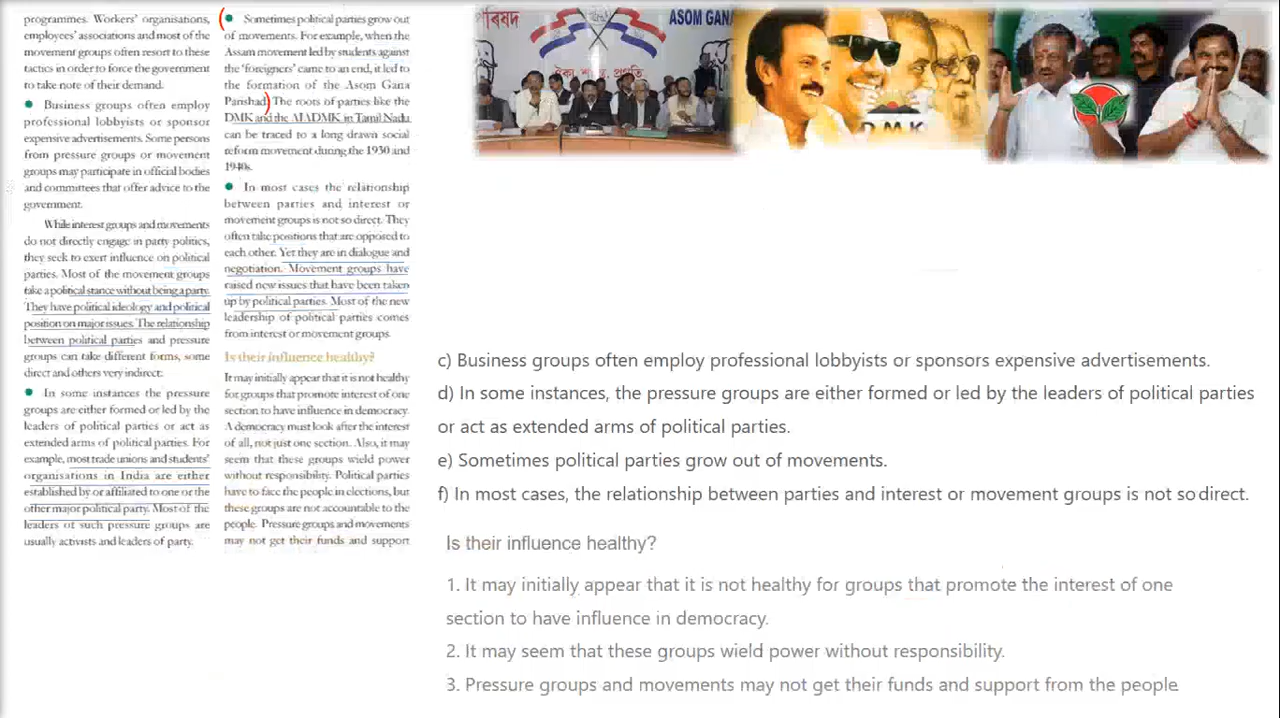 programmes. Workers' organisations,
employees' associations and most of the
movement groups often resort to these
tactics in order to force the government
to take note of their demand.
Business groups often employ
professional lobbyists or sponsor
expensive advertisements. Some persons
from pressure groups or movement
groups may participate in official bodies
and committees that offer advice to the
government.
While interest groups and movements
do not directly engage in party politics,
they seek to exert influence on political
parties. Most of the movement groups
take a political stance without being a party.
They have political ideology and political
position on major issues. The relationship
between political parties and pressure
groups can take different forms, some
direct and others very indirect:
In some instances the pressure
groups are either formed or led by the
leaders of political parties or act as
extended arms of political parties. For
example, most trade unions and students'
organisations in India are either
established by or affiliated to one or the
other major political party. Most of the
leaders of such pressure groups are
usually activists and leaders of party.
Sometimes political parties grow out
of movements. For example, when the
Assam movement led by students against
the 'foreigners' came to an end, it led to
the formation of the Asom Gana
Parishad. The roots of parties like the
DMK and the AIADMK in Tamil Nadu
can be traced to a long drawn social
reform movement during the 1930 and
1940s.
In most cases the relationship
between parties and interest or
movement groups is not so direct. They
often take positions that are opposed to
each other. Yet they are in dialogue and
negotiation. Movement groups have
raised new issues that have been taken
up by political parties. Most of the new
leadership of political parties comes
from interest or movement groups.
Is their influence healthy?
It may initially appear that it is not healthy
for groups that promote interest of one
section to have influence in democracy.
A democracy must look after the interest
of all, not just one section. Also, it may
seem that these groups wield power
without responsibility. Political parties
have to face the people in elections, but
these groups are not accountable to the
people. Pressure groups and movements
may not get their funds and support
ৰিষদ
ASOM GANA
DMK
c) Business groups often employ professional lobbyists or sponsors expensive advertisements.
d) In some instances, the pressure groups are either formed or led by the leaders of political parties
or act as extended arms of political parties.
e) Sometimes political parties grow out of movements.
f) In most cases, the relationship between parties and interest or movement groups is not so direct.
Is their influence healthy?
1. It may initially appear that it is not healthy for groups that promote the interest of one
section to have influence in democracy.
2. It may seem that these groups wield power without responsibility.
3. Pressure groups and movements may not get their funds and support from the people